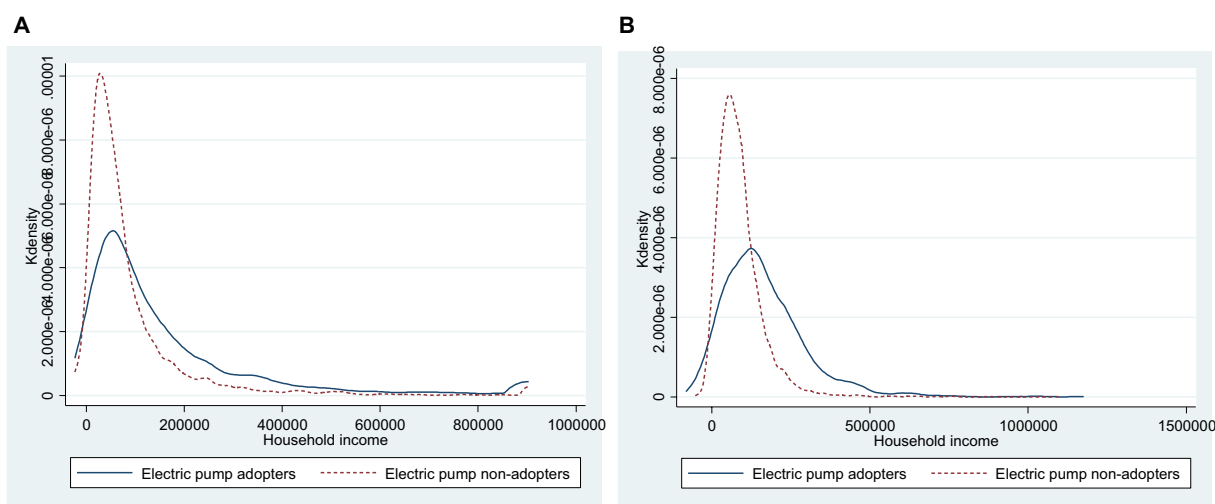 A
.00001
8.000e-06
6.000e-06
4.000e-06
2.000e-06
0
Kdensity
0 200000 400000 600000 800000 1000000
Household income
Electric pump adopters Electric pump non-adopters
B
8.000e-06
6.000e-06
4.000e-06
2.000e-06
0
Kdensity
0 500000 1000000 1500000
Household income
Electric pump adopters Electric pump non-adopters